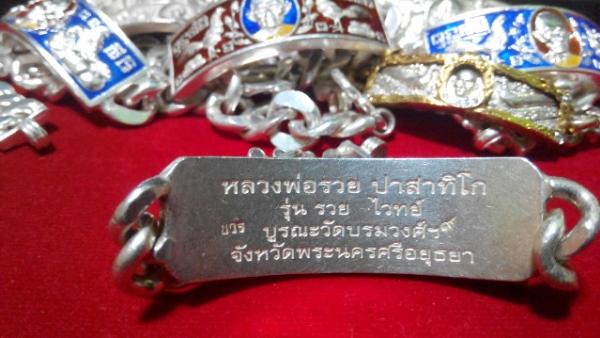 หลวงพ่อรวย ปาสาทิโก
รุ่น รวย ไวทย์
บูรณะวัดบรมวงศ์ฯ
จังหวัดพระนครศรีอยุธยา